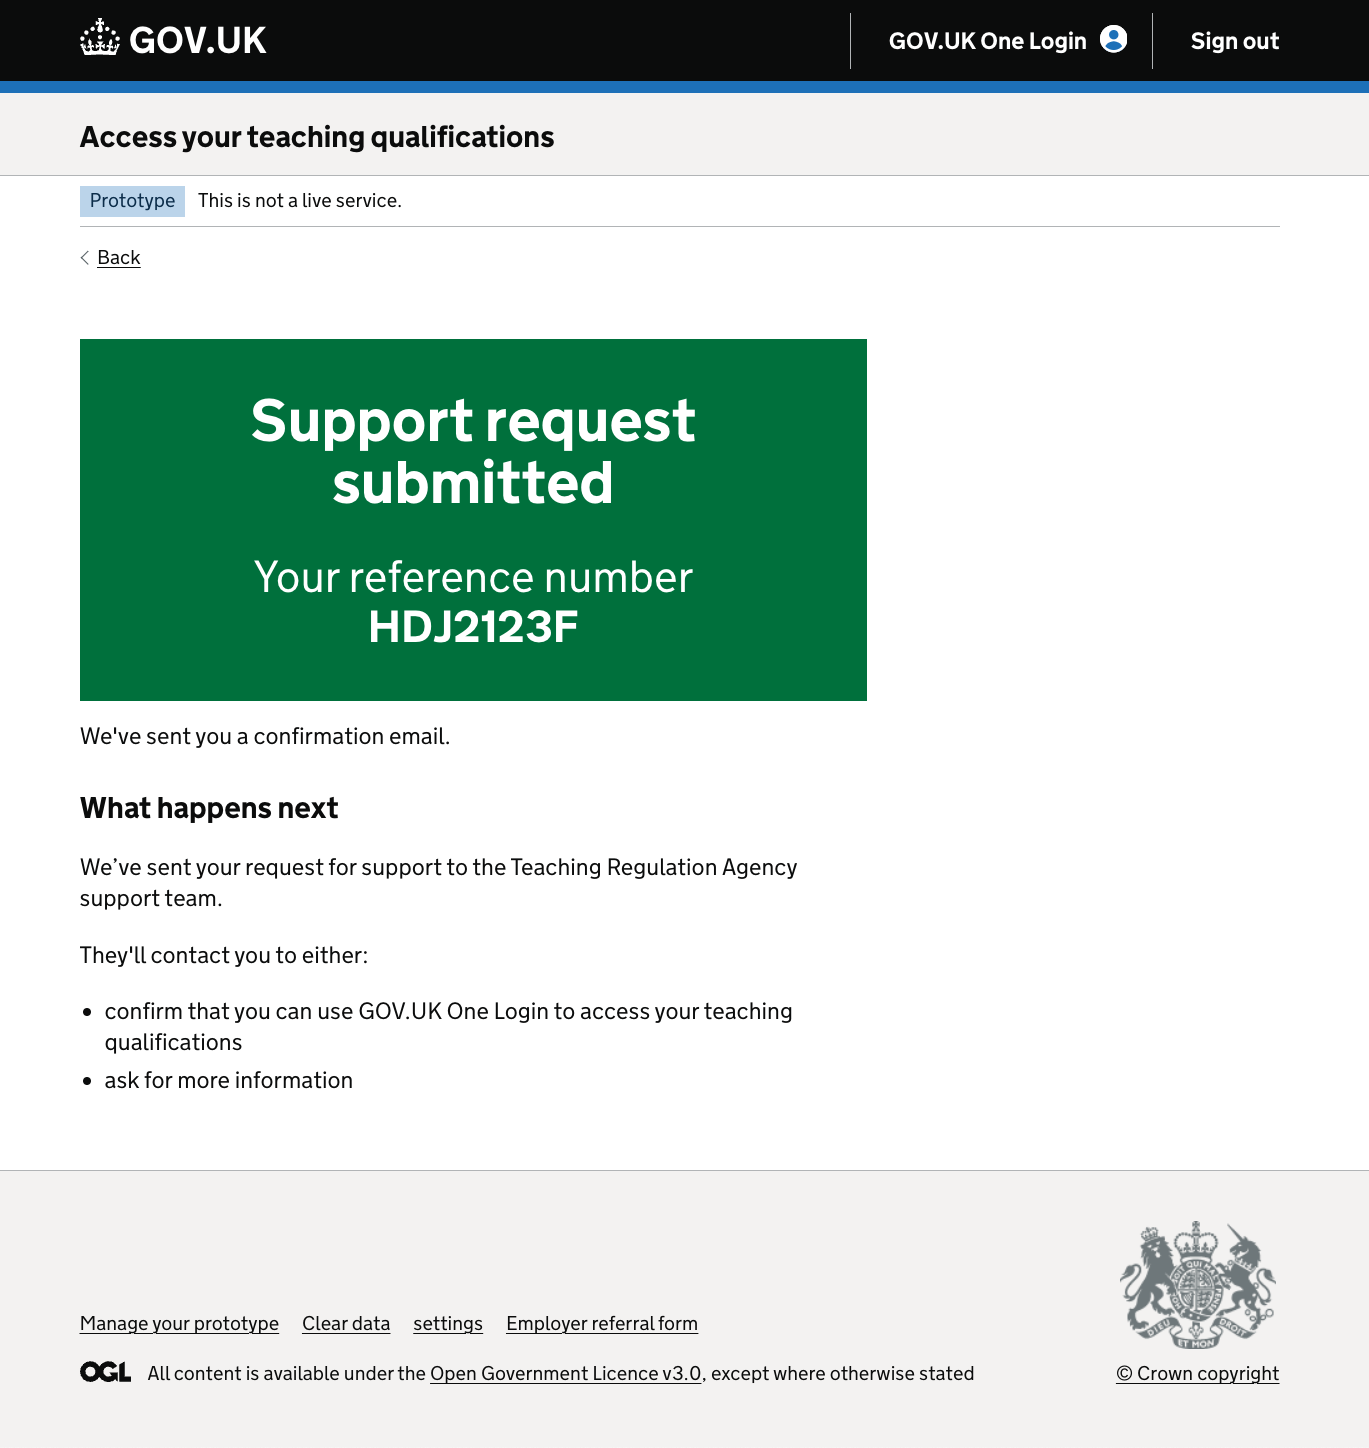 GOV.UK
GOV.UK One Login
Sign out
Access your teaching qualifications
Prototype This is not a live service.
Back
Support request
submitted
Your reference number
HDJ2123F
We've sent you a confirmation email.
What happens next
We’ve sent your request for support to the Teaching Regulation Agency
support team.
They'll contact you to either:
• confirm that you can use GOV.UK One Login to access your teaching
qualifications
• ask for more information
Manage your prototype Clear data settings Employer referral form
OGL All content is available under the Open Government Licence v3.0, except where otherwise stated
DIEU ET MON DROIT
© Crown copyright